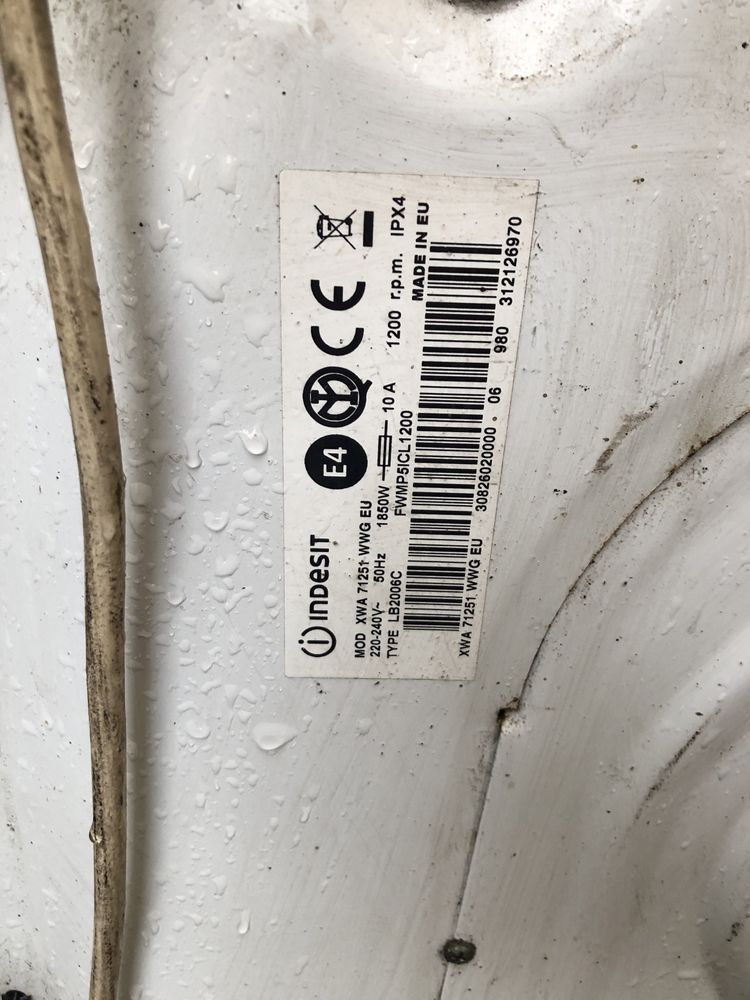 INDESIT
E4
CE
MOD XWA 71251 WWG EU
220-240V~ 50Hz 1850W 10 A 1200 r.p.m. IPX4
TYPE LB2006C FWMP5ICL1200 MADE IN EU
XWA 71251 WWG EU 30826020000 06 980 312126970